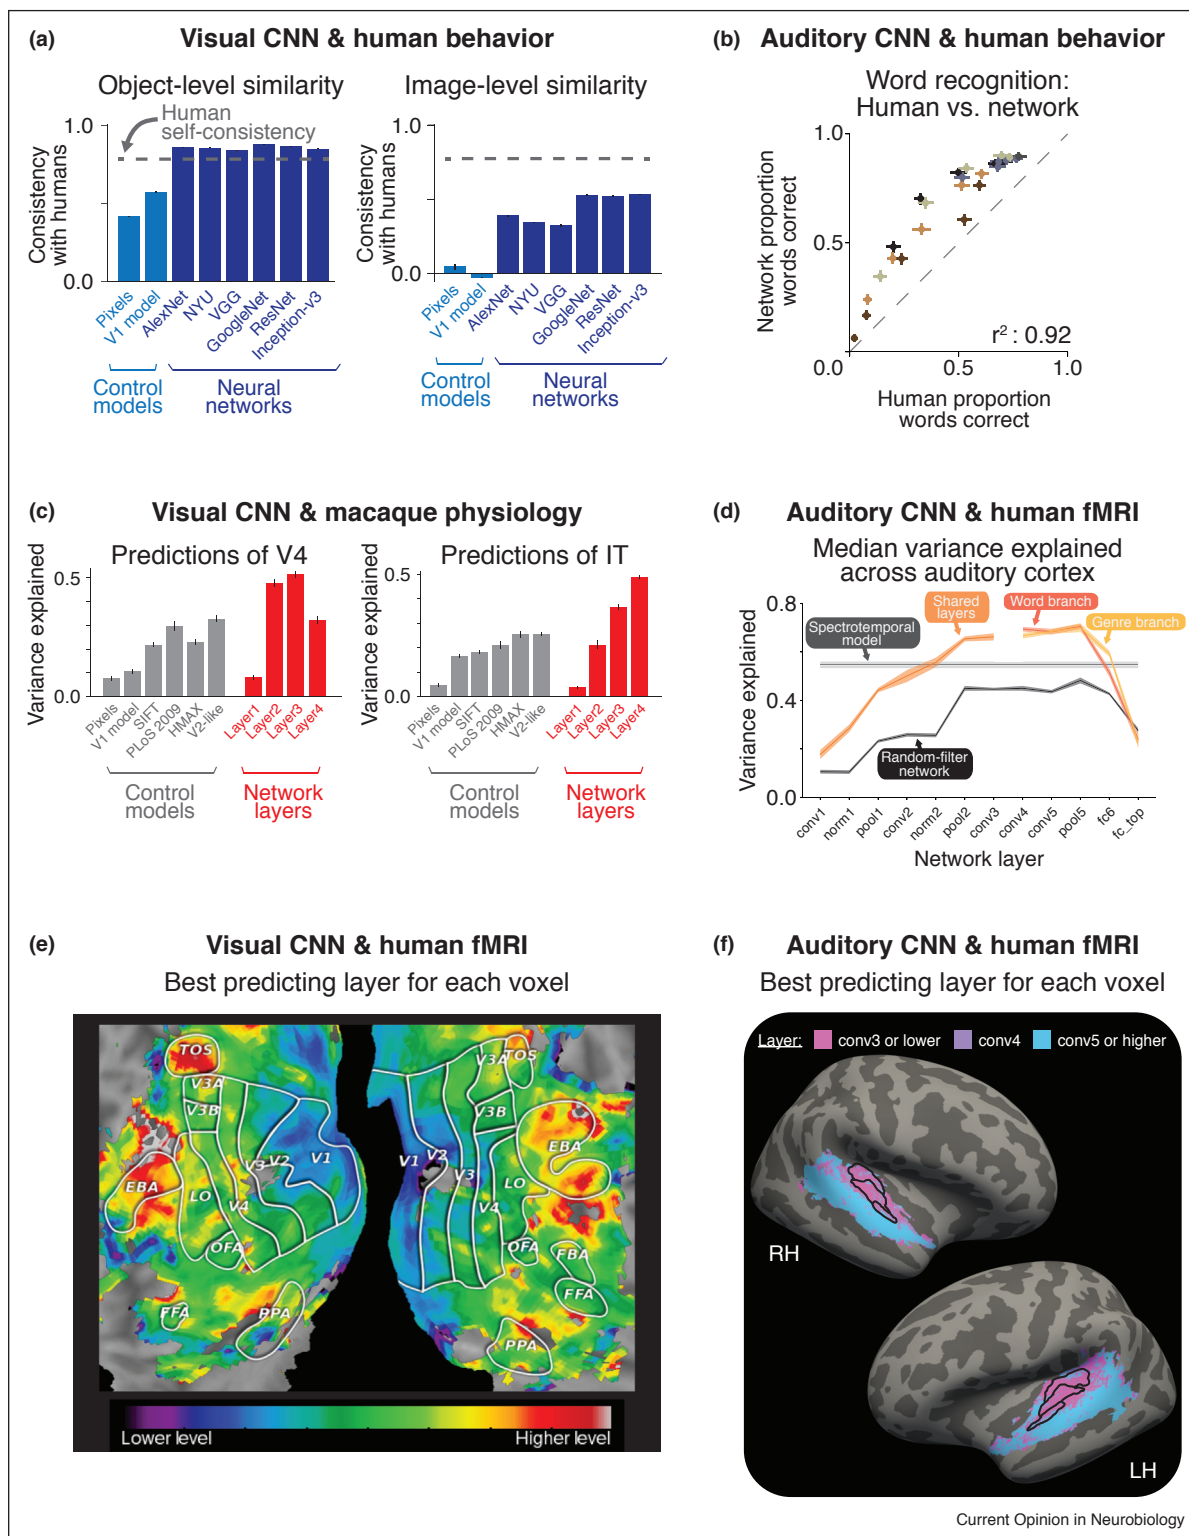 (a)
Visual CNN & human behavior
Object-level similarity
Human
self-consistency
1.0
0.0
Consistency
with humans
Pixels
V1 model
AlexNet
NYU
VGG
GoogleNet
ResNet
Inception-v3
Control
models
Neural
networks
Image-level similarity
1.0
0.0
Consistency
with humans
Pixels
V1 model
AlexNet
NYU
VGG
GoogleNet
ResNet
Inception-v3
Control
models
Neural
networks
(b)
Auditory CNN & human behavior
Word recognition:
Human vs. network
1.0
0.5
0.0
Network proportion
words correct
r2 : 0.92
0.5
1.0
Human proportion
words correct
(c)
Visual CNN & macaque physiology
Predictions of V4
0.5
0.0
Variance explained
Pixels
V1 model
SIFT
PLoS 2009
HMAX
V2-like
Layer1
Layer2
Layer3
Layer4
Control
models
Network
layers
Predictions of IT
0.5
0.0
Variance explained
Pixels
V1 model
SIFT
PLoS 2009
HMAX
V2-like
Layer1
Layer2
Layer3
Layer4
Control
models
Network
layers
(d)
Auditory CNN & human fMRI
Median variance explained
across auditory cortex
0.8
0.4
0.0
Variance explained
Spectrotemporal
model
Shared
layers
Word branch
Genre branch
Random-filter
network
conv1
norm1
pool1
conv2
norm2
pool2
conv3
conv4
conv5
pool5
fc6
fc_top
Network layer
(e)
Visual CNN & human fMRI
Best predicting layer for each voxel
TOS
V3A
V3B
EBA
LO
V4
V3
V2
V1
OFA
FFA
PPA
V3A
TOS
V3B
EBA
V1
V2
V3
V4
LO
OFA
FBA
FFA
PPA
Lower level
Higher level
(f)
Auditory CNN & human fMRI
Best predicting layer for each voxel
Layer:
conv3 or lower
conv4
conv5 or higher
RH
LH
Current Opinion in Neurobiology